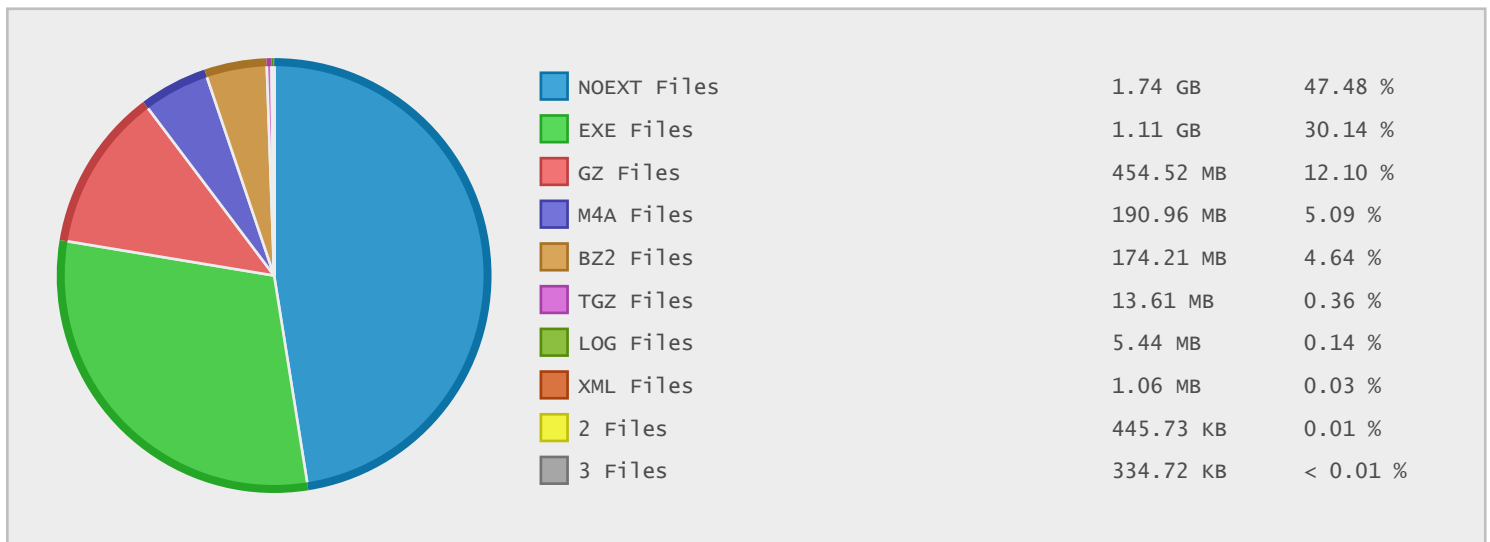 NOEXT Files 1.74 GB 47.48 %
EXE Files 1.11 GB 30.14 %
GZ Files 454.52 MB 12.10 %
M4A Files 190.96 MB 5.09 %
BZ2 Files 174.21 MB 4.64 %
TGZ Files 13.61 MB 0.36 %
LOG Files 5.44 MB 0.14 %
XML Files 1.06 MB 0.03 %
2 Files 445.73 KB 0.01 %
3 Files 334.72 KB < 0.01 %